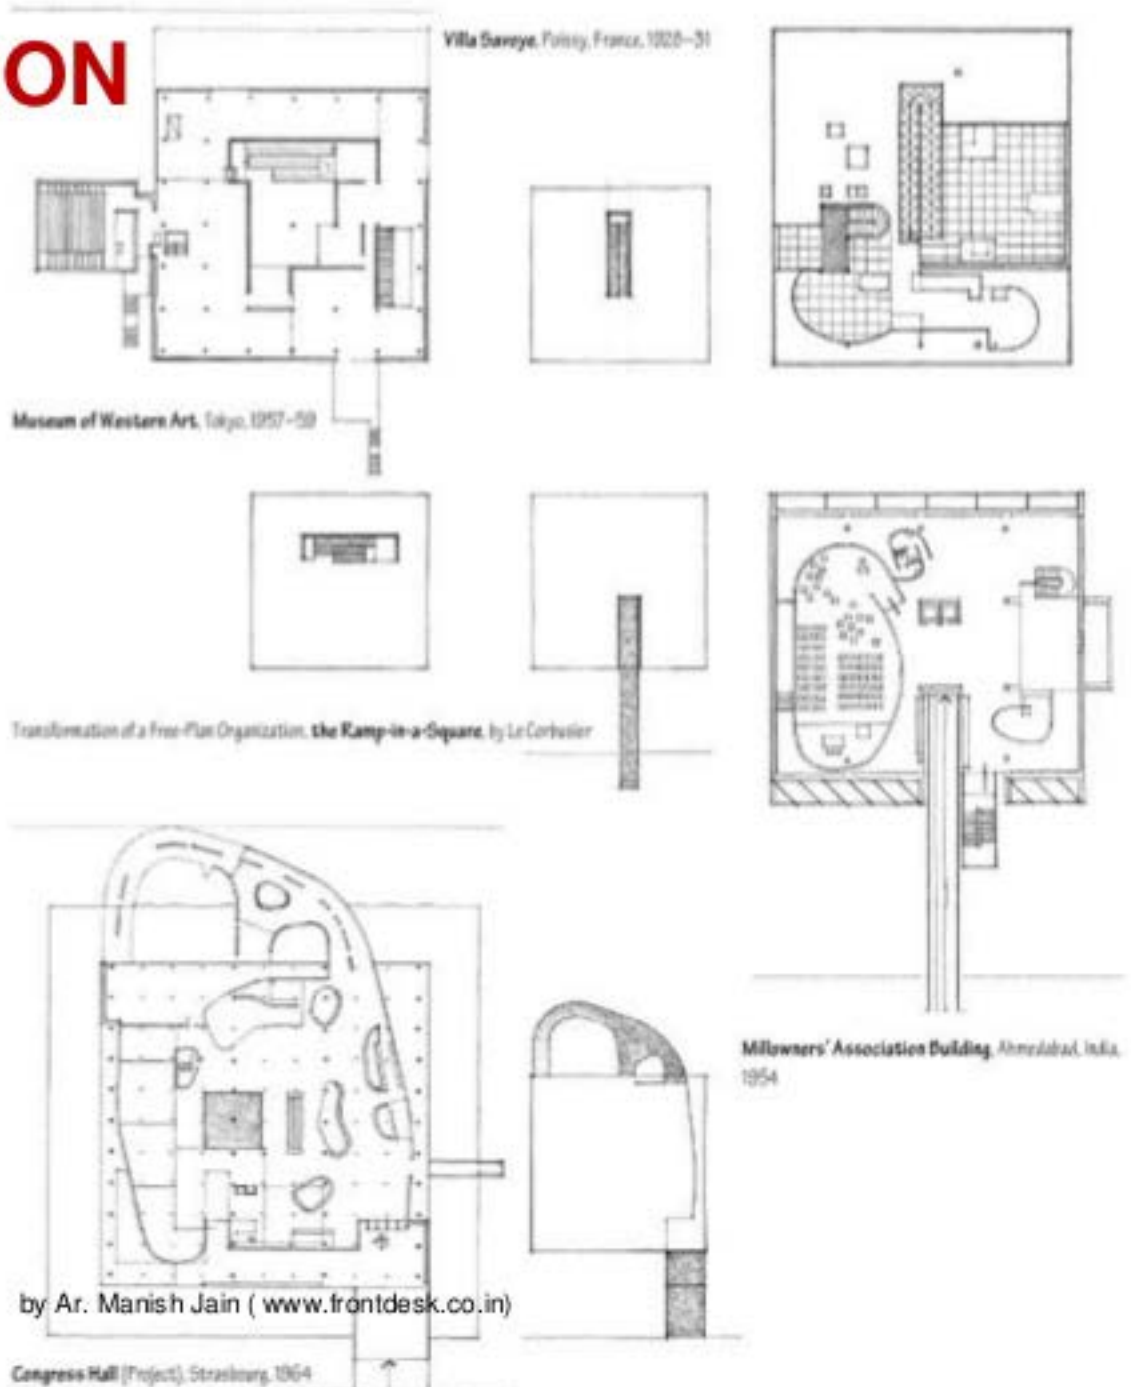 ON
Villa Savoye, Poissy, France, 1928–31
Museum of Western Art, Tokyo, 1957–59
Transformation of a Free-Plan Organization, the Ramp-in-a-Square, by Le Corbusier
Millowners' Association Building, Ahmedabad, India,
1954
by Ar. Manish Jain ( www.frontdesk.co.in)
Congress Hall (Project), Strasbourg, 1964